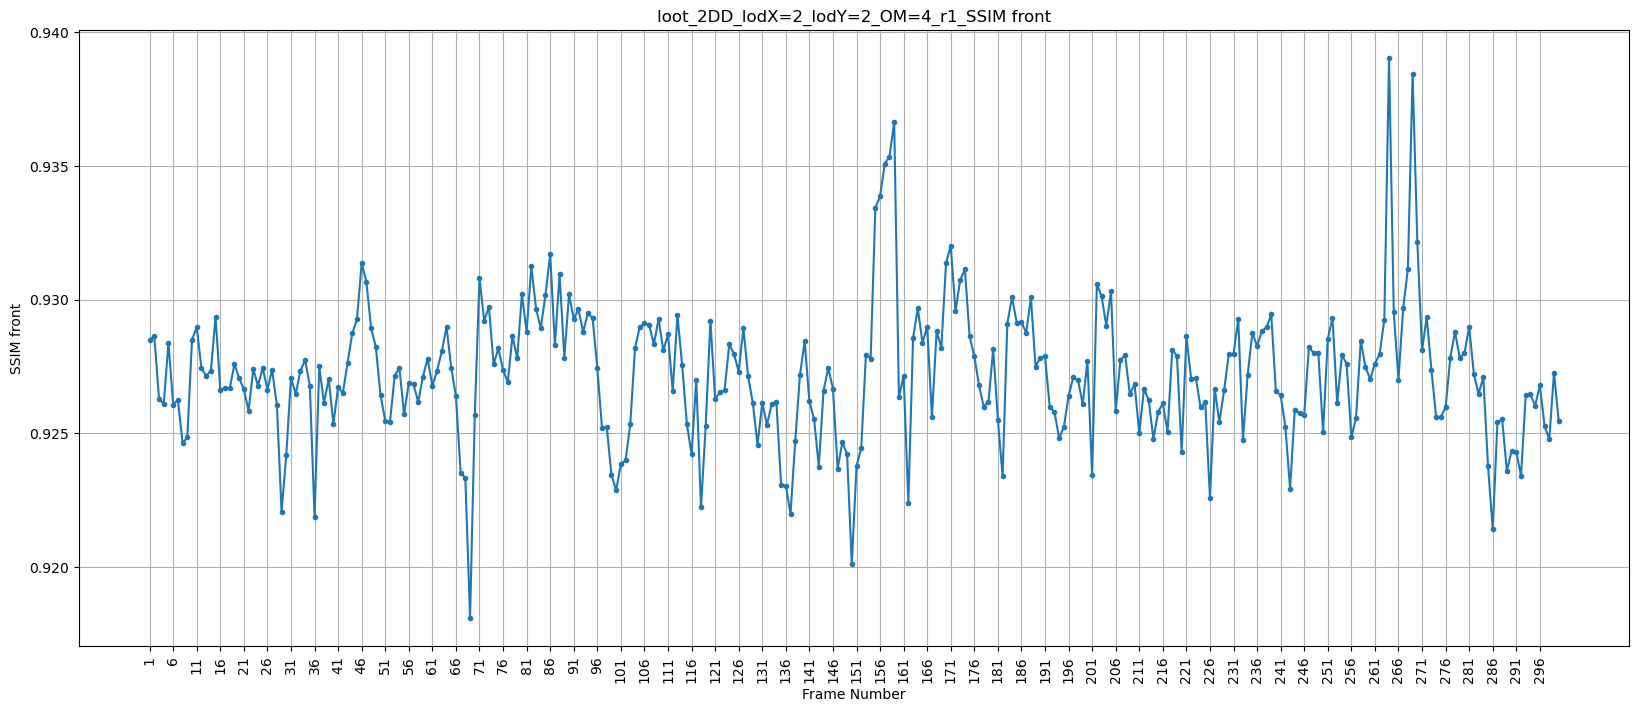 loot_2DD_lodX=2_lodY=2_OM=4_r1_SSIM front
0.940
0.935
0.930
0.925
0.920
SSIM front
1 6 11 16 21 26 31 36 41 46 51 56 61 66 71 76 81 86 91 96 101 106 111 116 121 126 131 136 141 146 151 156 161 166 171 176 181 186 191 196 201 206 211 216 221 226 231 236 241 246 251 256 261 266 271 276 281 286 291 296
Frame Number